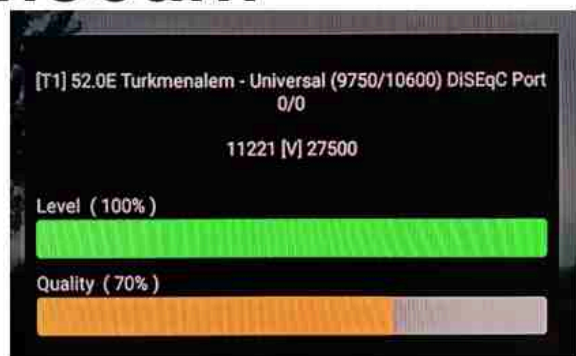 [T1] 52.0E Turkmenalem - Universal (9750/10600) DiSEqC Port
0/0
11221 [V] 27500
Level ( 100% )
Quality ( 70% )